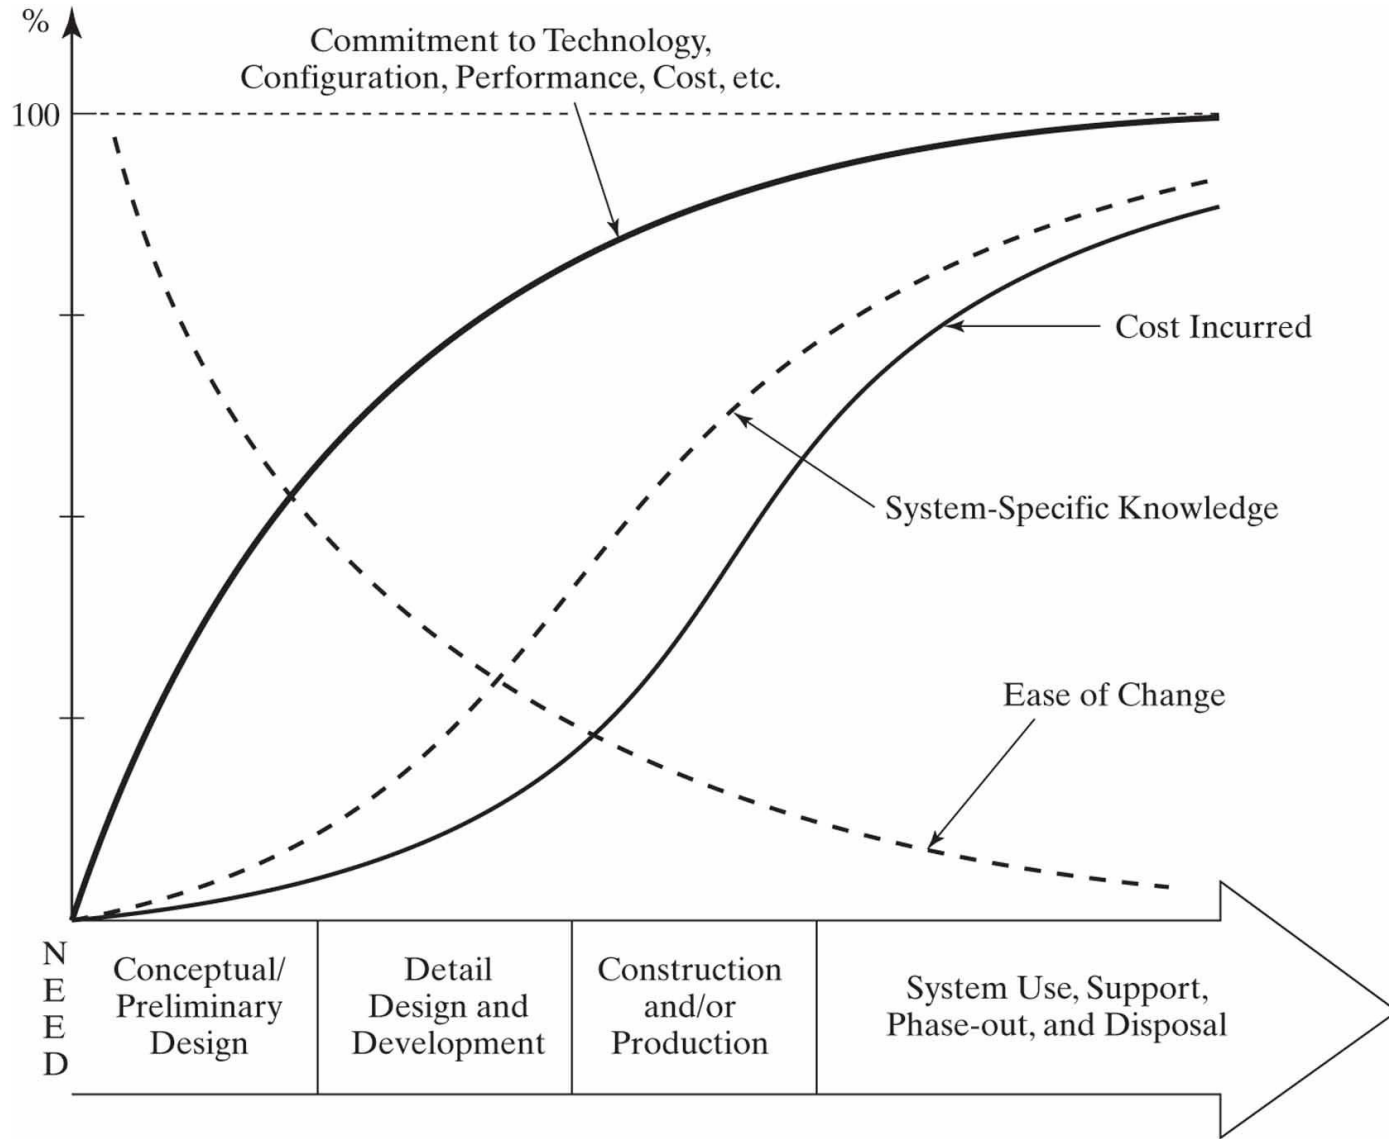 %
Commitment to Technology,
Configuration, Performance, Cost, etc.
100
Cost Incurred
System-Specific Knowledge
Ease of Change
NEED
Conceptual/
Preliminary
Design
Detail
Design and
Development
Construction
and/or
Production
System Use, Support,
Phase-out, and Disposal